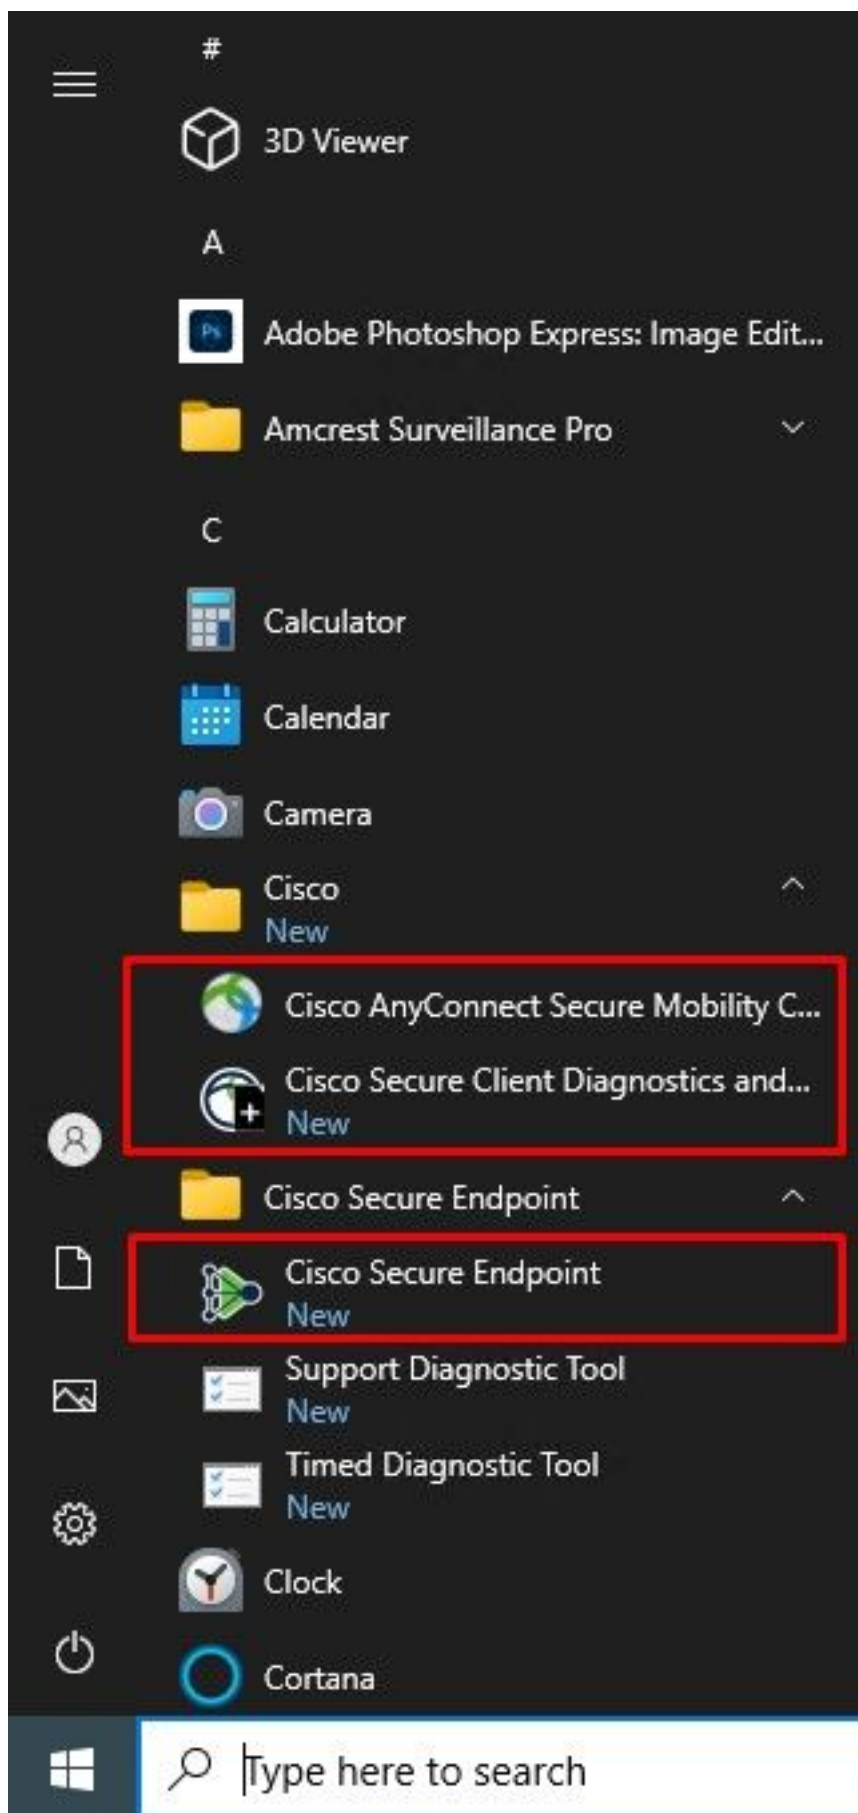 #
3D Viewer
A
Ps
Adobe Photoshop Express: Image Edit...
Amcrest Surveillance Pro
C
Calculator
Calendar
Camera
Cisco
New
Cisco AnyConnect Secure Mobility C...
Cisco Secure Client Diagnostics and...
New
Cisco Secure Endpoint
Cisco Secure Endpoint
New
Support Diagnostic Tool
New
Timed Diagnostic Tool
New
Clock
Cortana
Type here to search